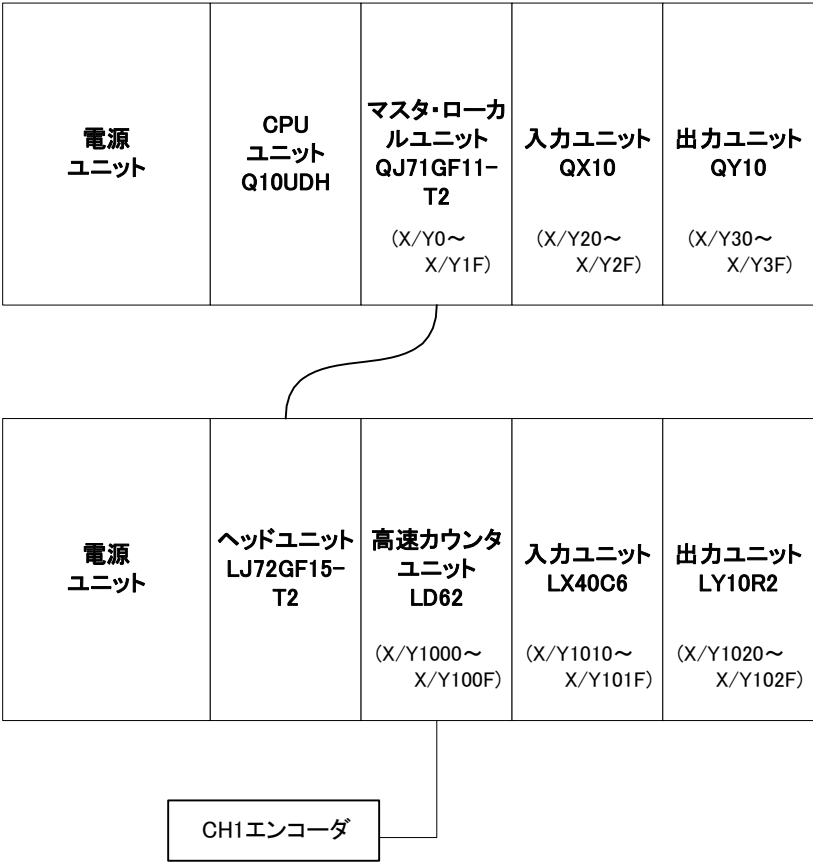 電源
ユニット
CPU
ユニット
Q10UDH
マスタ・ローカ
ルユニット
QJ71GF11-
T2
(X/Y0~
X/Y1F)
入力ユニット
QX10
(X/Y20~
X/Y2F)
出力ユニット
QY10
(X/Y30~
X/Y3F)
電源
ユニット
ヘッドユニット
LJ72GF15-
T2
高速カウンタ
ユニット
LD62
(X/Y1000~
X/Y100F)
入力ユニット
LX40C6
(X/Y1010~
X/Y101F)
出力ユニット
LY10R2
(X/Y1020~
X/Y102F)
CH1エンコーダ